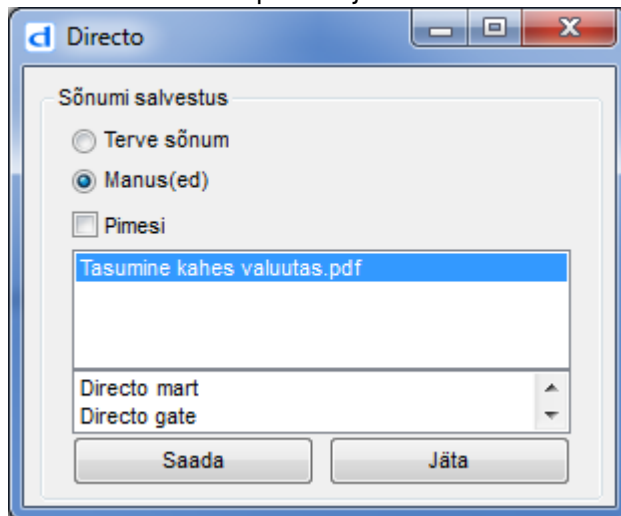 Directo
Sõnumi salvestus
Terve sõnum
Manus(ed)
Pimesi
Tasumine kahes valuutas.pdf
Directo mart
Directo gate
Saada Jäta